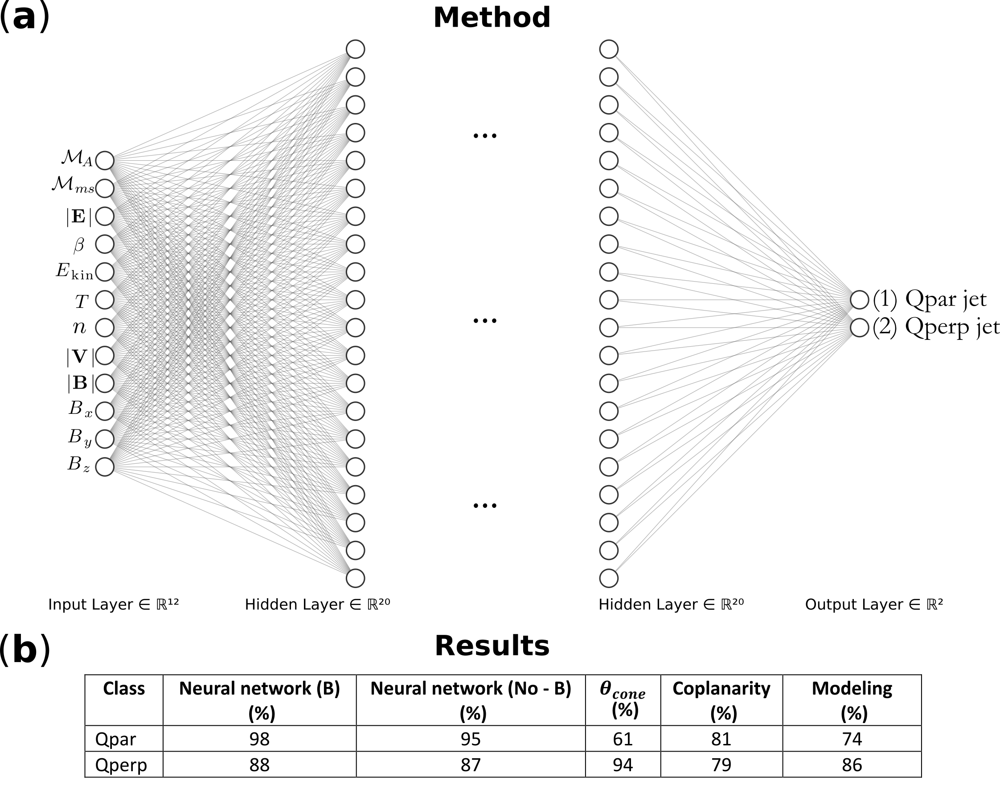 (a)
Method
ℳ_A
ℳ_ms
|E|
β
E_kin
T
n
|V|
|B|
B_x
B_y
B_z
...
...
...
(1) Qpar jet
(2) Qperp jet
Input Layer ∈ ℝ¹² Hidden Layer ∈ ℝ²⁰ Hidden Layer ∈ ℝ²⁰ Output Layer ∈ ℝ²
(b)
Results
Class Neural network (B) (%) Neural network (No - B) (%) θ_cone (%) Coplanarity (%) Modeling (%)
Qpar 98 95 61 81 74
Qperp 88 87 94 79 86